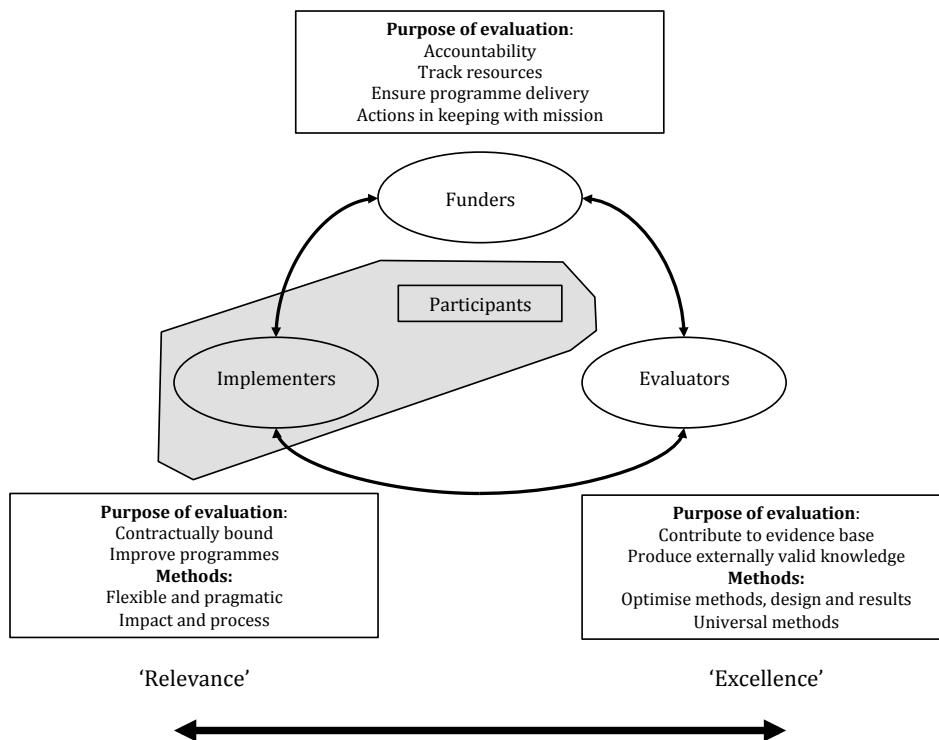 Purpose of evaluation:
Accountability
Track resources
Ensure programme delivery
Actions in keeping with mission
Funders
Participants
Implementers
Evaluators
Purpose of evaluation:
Contractually bound
Improve programmes
Methods:
Flexible and pragmatic
Impact and process
Purpose of evaluation:
Contribute to evidence base
Produce externally valid knowledge
Methods:
Optimise methods, design and results
Universal methods
‘Relevance’
‘Excellence’